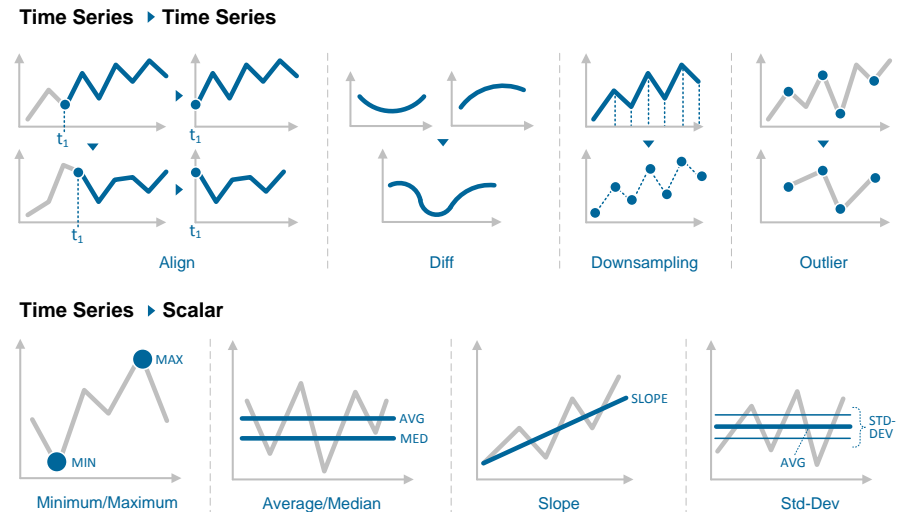 Time Series ▸ Time Series
t1
t1
t1
t1
Align
Diff
Downsampling
Outlier
Time Series ▸ Scalar
MAX
MIN
Minimum/Maximum
AVG
MED
Average/Median
SLOPE
Slope
STD-
DEV
AVG
Std-Dev